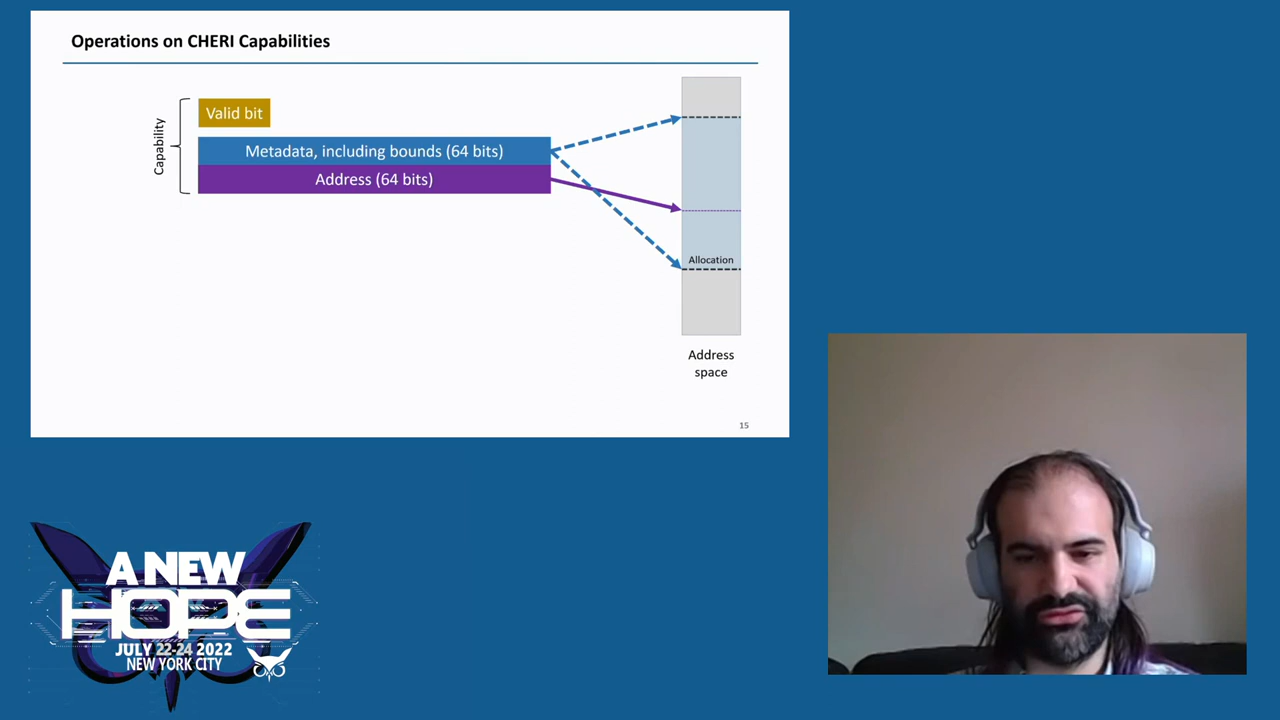 Operations on CHERI Capabilities
Capability
Valid bit
Metadata, including bounds (64 bits)
Address (64 bits)
Allocation
Address
space
15
A NEW
HOPE
JULY 22-24 2022
NEW YORK CITY